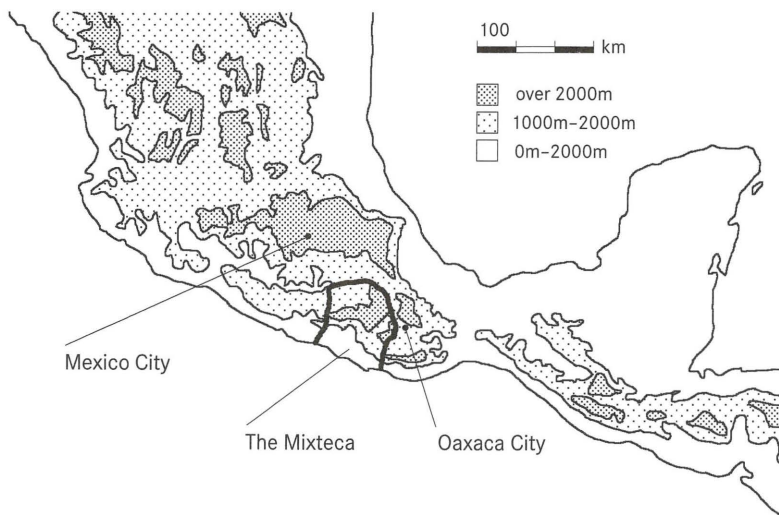 100
km
over 2000m
1000m–2000m
0m–2000m
Mexico City
The Mixteca
Oaxaca City